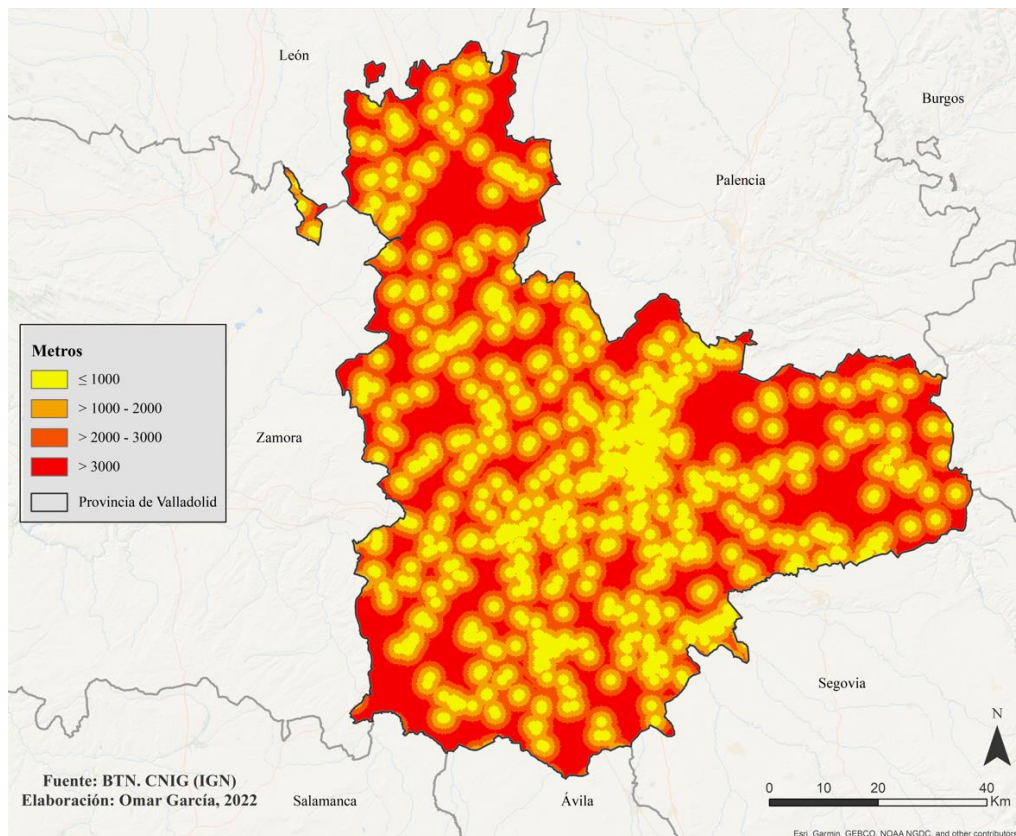 León
Burgos
Palencia
Metros
≤ 1000
> 1000 - 2000
> 2000 - 3000
> 3000
Provincia de Valladolid
Zamora
Segovia
N
Fuente: BTN. CNIG (IGN)
Elaboración: Omar García, 2022
Salamanca
Ávila
0 10 20 40
Km
Esri, Garmin, GEBCO, NOAA NGDC, and other contributors